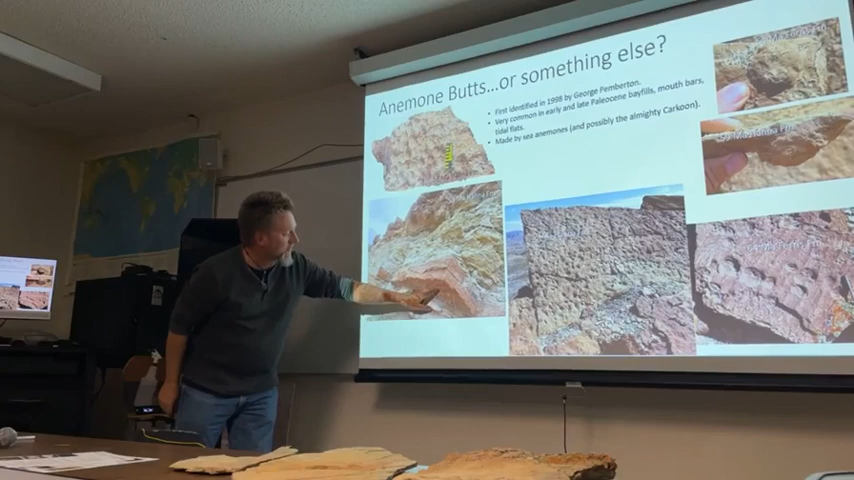 Anemone Butts...or something else?
• First identified in 1998 by George Pemberton.
• Very common in early and late Paleocene bayfills, mouth bars,
tidal flats.
• Made by see anemones (and possibly the almighty Carkoon).